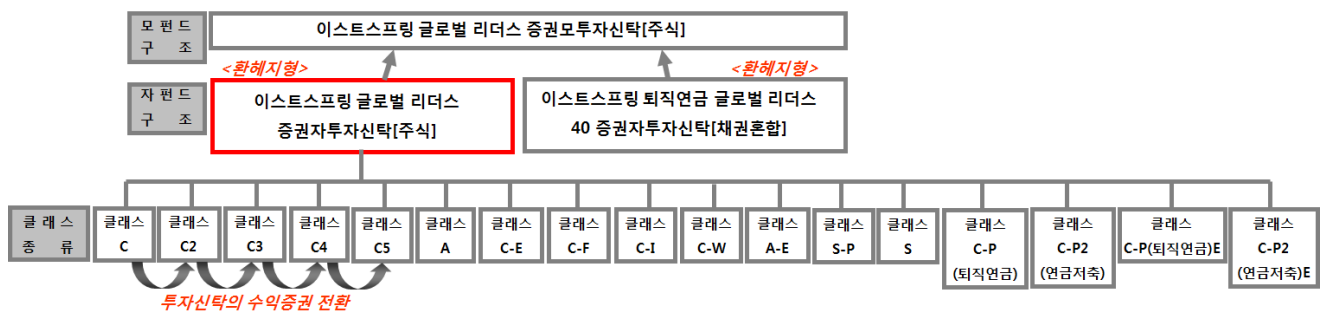 모 펀 드
구 조
이스트스프링 글로벌 리더스 증권모투자신탁[주식]
<환헤지형>
<환헤지형>
자 펀 드
구 조
이스트스프링 글로벌 리더스
증권자투자신탁[주식]
이스트스프링 퇴직연금 글로벌 리더스
40 증권자투자신탁[채권혼합]
클 래 스
종 류
클래스
C
클래스
C2
클래스
C3
클래스
C4
클래스
C5
클래스
A
클래스
C-E
클래스
C-F
클래스
C-I
클래스
C-W
클래스
A-E
클래스
S-P
클래스
S
클래스
C-P
(퇴직연금)
클래스
C-P2
(연금저축)
클래스
C-P(퇴직연금)E
클래스
C-P2
(연금저축)E
투자신탁의 수익증권 전환